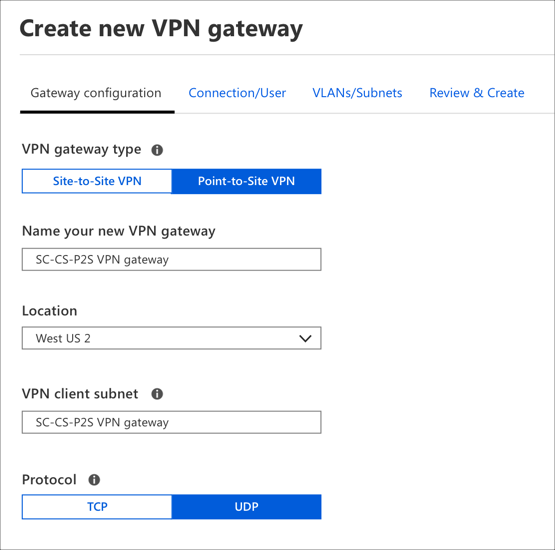 Create new VPN gateway
Gateway configuration Connection/User VLANs/Subnets Review & Create
VPN gateway type
Site-to-Site VPN Point-to-Site VPN
Name your new VPN gateway
SC-CS-P2S VPN gateway
Location
West US 2
VPN client subnet
SC-CS-P2S VPN gateway
Protocol
TCP UDP